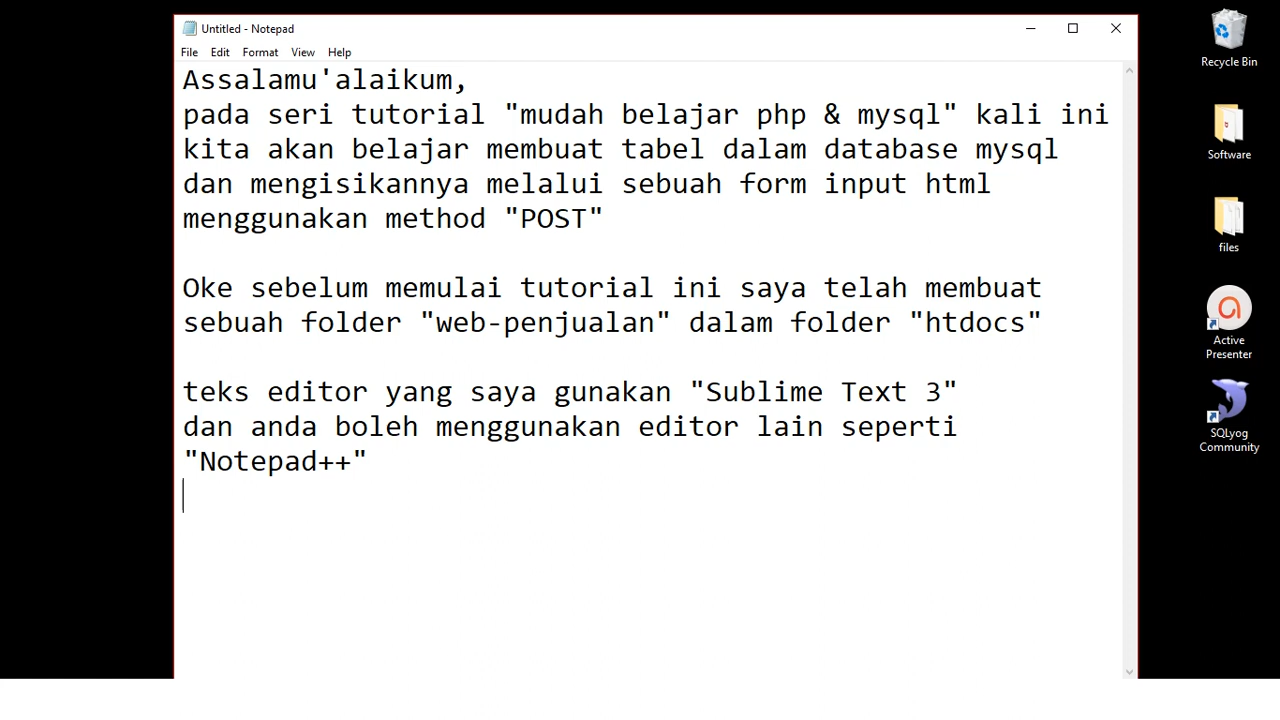 Untitled - Notepad
File Edit Format View Help
Assalamu'alaikum,
pada seri tutorial "mudah belajar php & mysql" kali ini
kita akan belajar membuat tabel dalam database mysql
dan mengisikannya melalui sebuah form input html
menggunakan method "POST"
Oke sebelum memulai tutorial ini saya telah membuat
sebuah folder "web-penjualan" dalam folder "htdocs"
teks editor yang saya gunakan "Sublime Text 3"
dan anda boleh menggunakan editor lain seperti
"Notepad++"
Recycle Bin
Software
files
Active
Presenter
SQLyog
Community